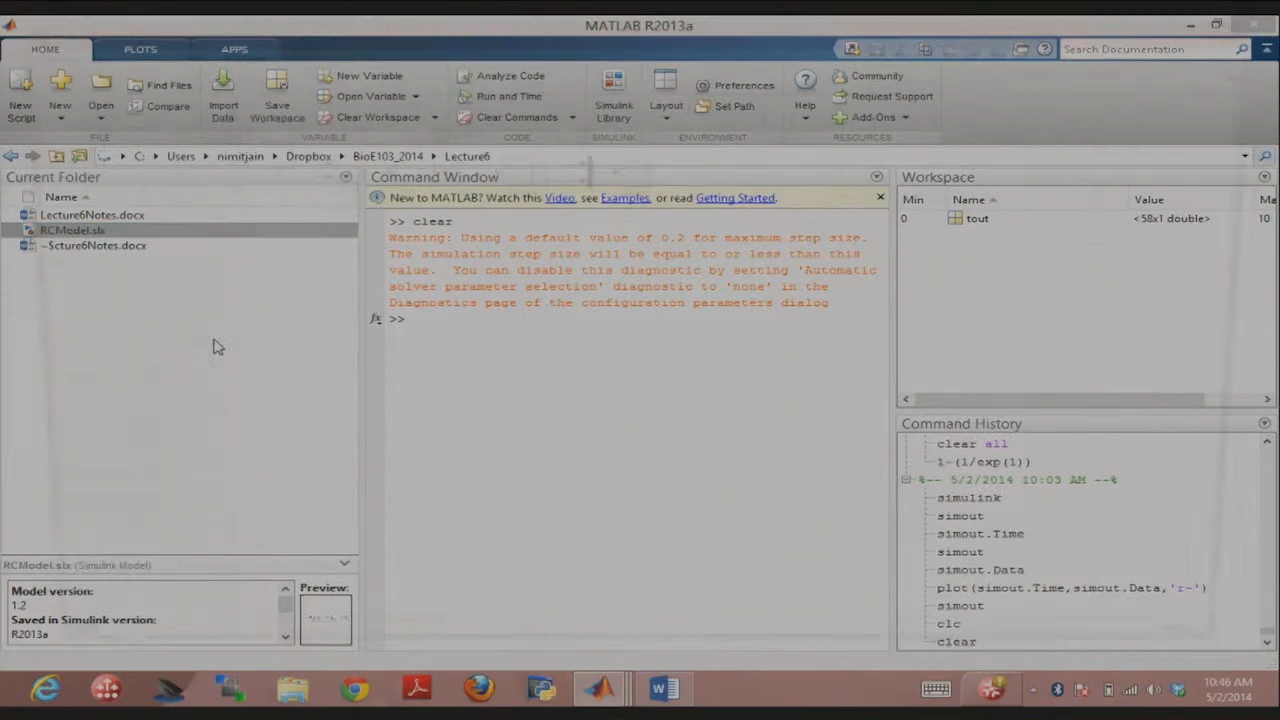 MATLAB R2013a
HOME PLOTS APPS Search Documentation
New Script
New
Open
Find Files
Compare
Import Data
Save Workspace
New Variable
Open Variable
Clear Workspace
Analyze Code
Run and Time
Clear Commands
Simulink Library
Layout
Preferences
Set Path
Help
Community
Request Support
Add-Ons
FILE VARIABLE CODE SIMULINK ENVIRONMENT RESOURCES
C: Users nimitjain Dropbox BioE103_2014 Lecture6
Current Folder
Name
Lecture6Notes.docx
RCModel.slx
~$cture6Notes.docx
RCModel.slx (Simulink Model)
Model version:
1.2
Saved in Simulink version:
R2013a
Preview:
Command Window
New to MATLAB? Watch this Video, see Examples, or read Getting Started.
>> clear
Warning: Using a default value of 0.2 for maximum step size.
The simulation step size will be equal to or less than this
value. You can disable this diagnostic by setting 'Automatic
solver parameter selection' diagnostic to 'none' in the
Diagnostics page of the configuration parameters dialog
fx >>
Workspace
Min Name Value Ma
0 tout <58x1 double> 10
Command History
clear all
1-(1/exp(1))
%-- 5/2/2014 10:03 AM --%
simulink
simout
simout.Time
simout
simout.Data
plot(simout.Time,simout.Data,'r-')
simout
clc
clear
10:46 AM
5/2/2014